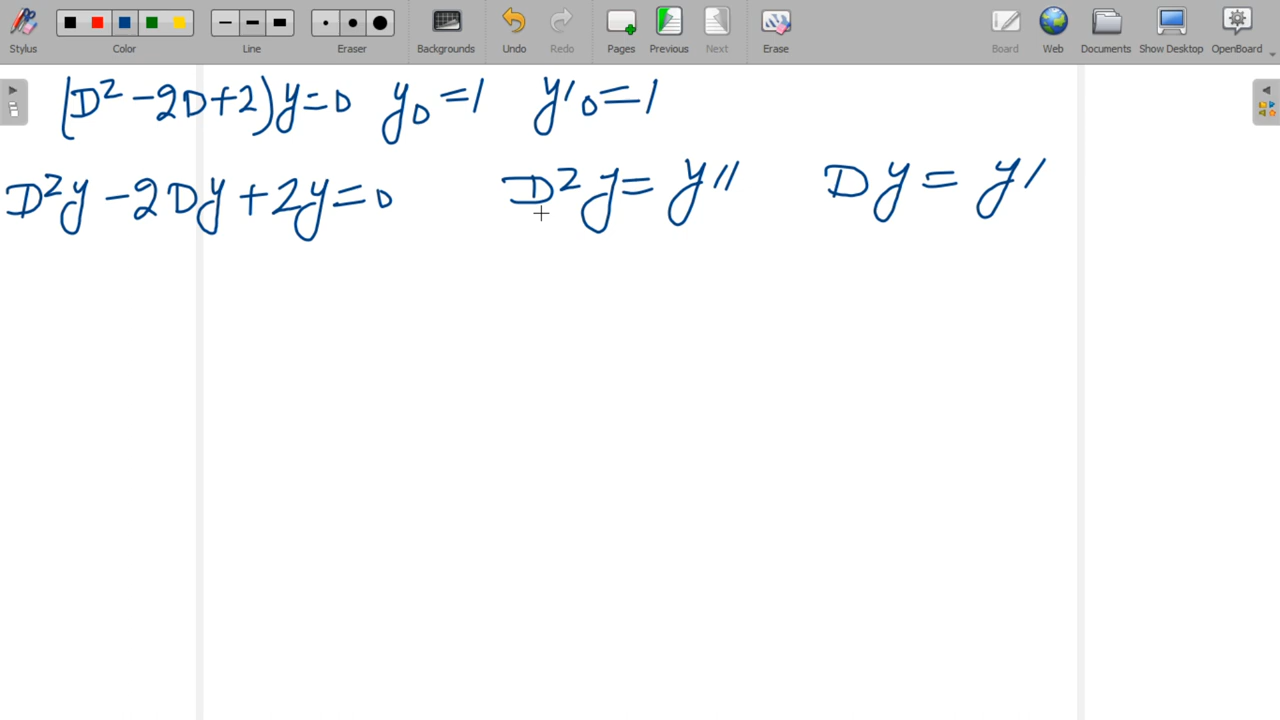 Stylus Color Line Eraser Backgrounds Undo Redo Pages Previous Next Erase Board Web Documents Show Desktop OpenBoard
(D² -2D+2)y=0 y₀=1 y′₀=1
D²y -2Dy +2y=0 D²y= y″ Dy= y′